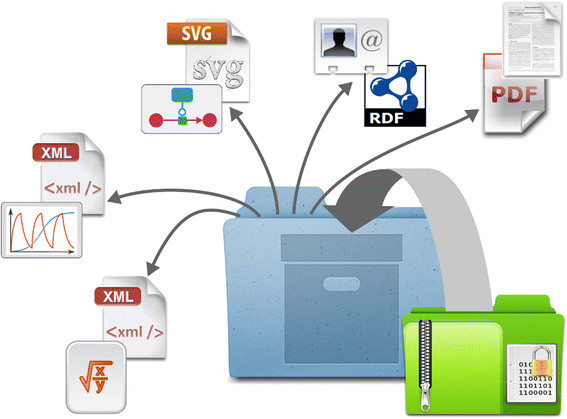 SVG
svg
@
RDF
PDF
XML
<xml />
XML
<xml />
√x/y
010
111
1100110
1101101
1100001